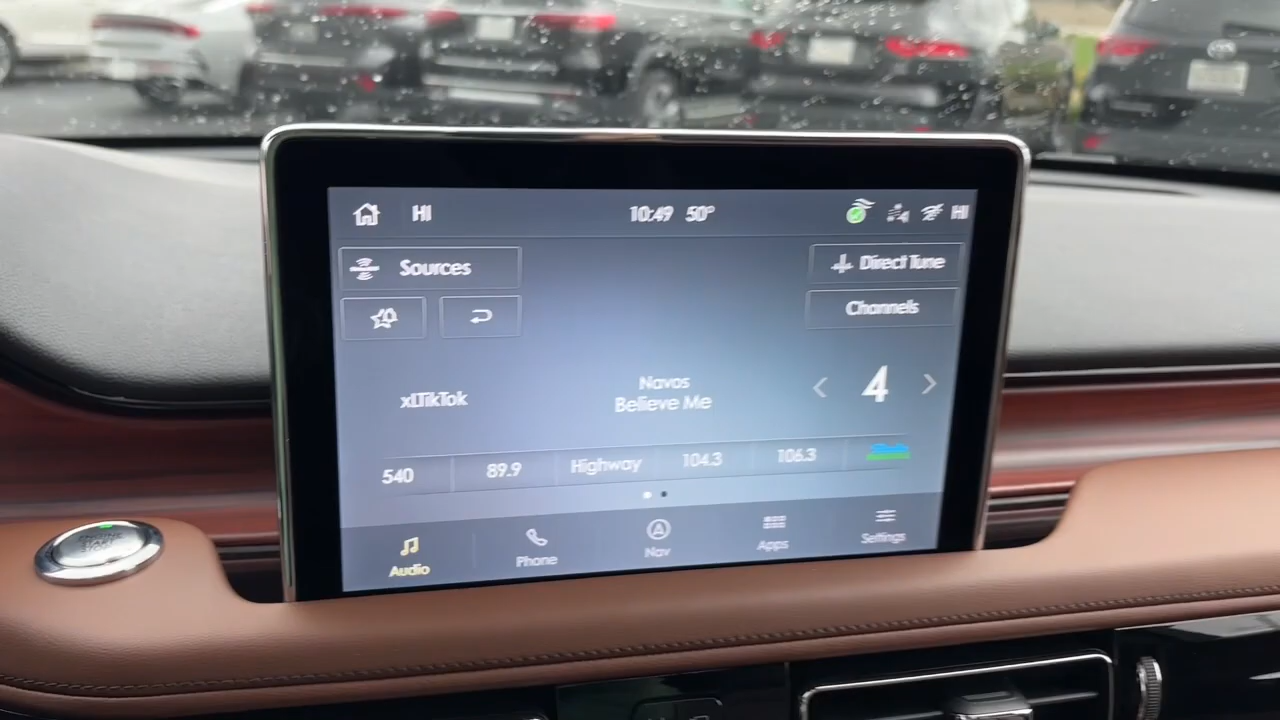 HI 10:49 50° HI
Sources Direct Tune
Channels
xLTikTok
Navos
Believe Me
4
540 89.9 Highway 104.3 106.3
Audio Phone Nav Apps Settings